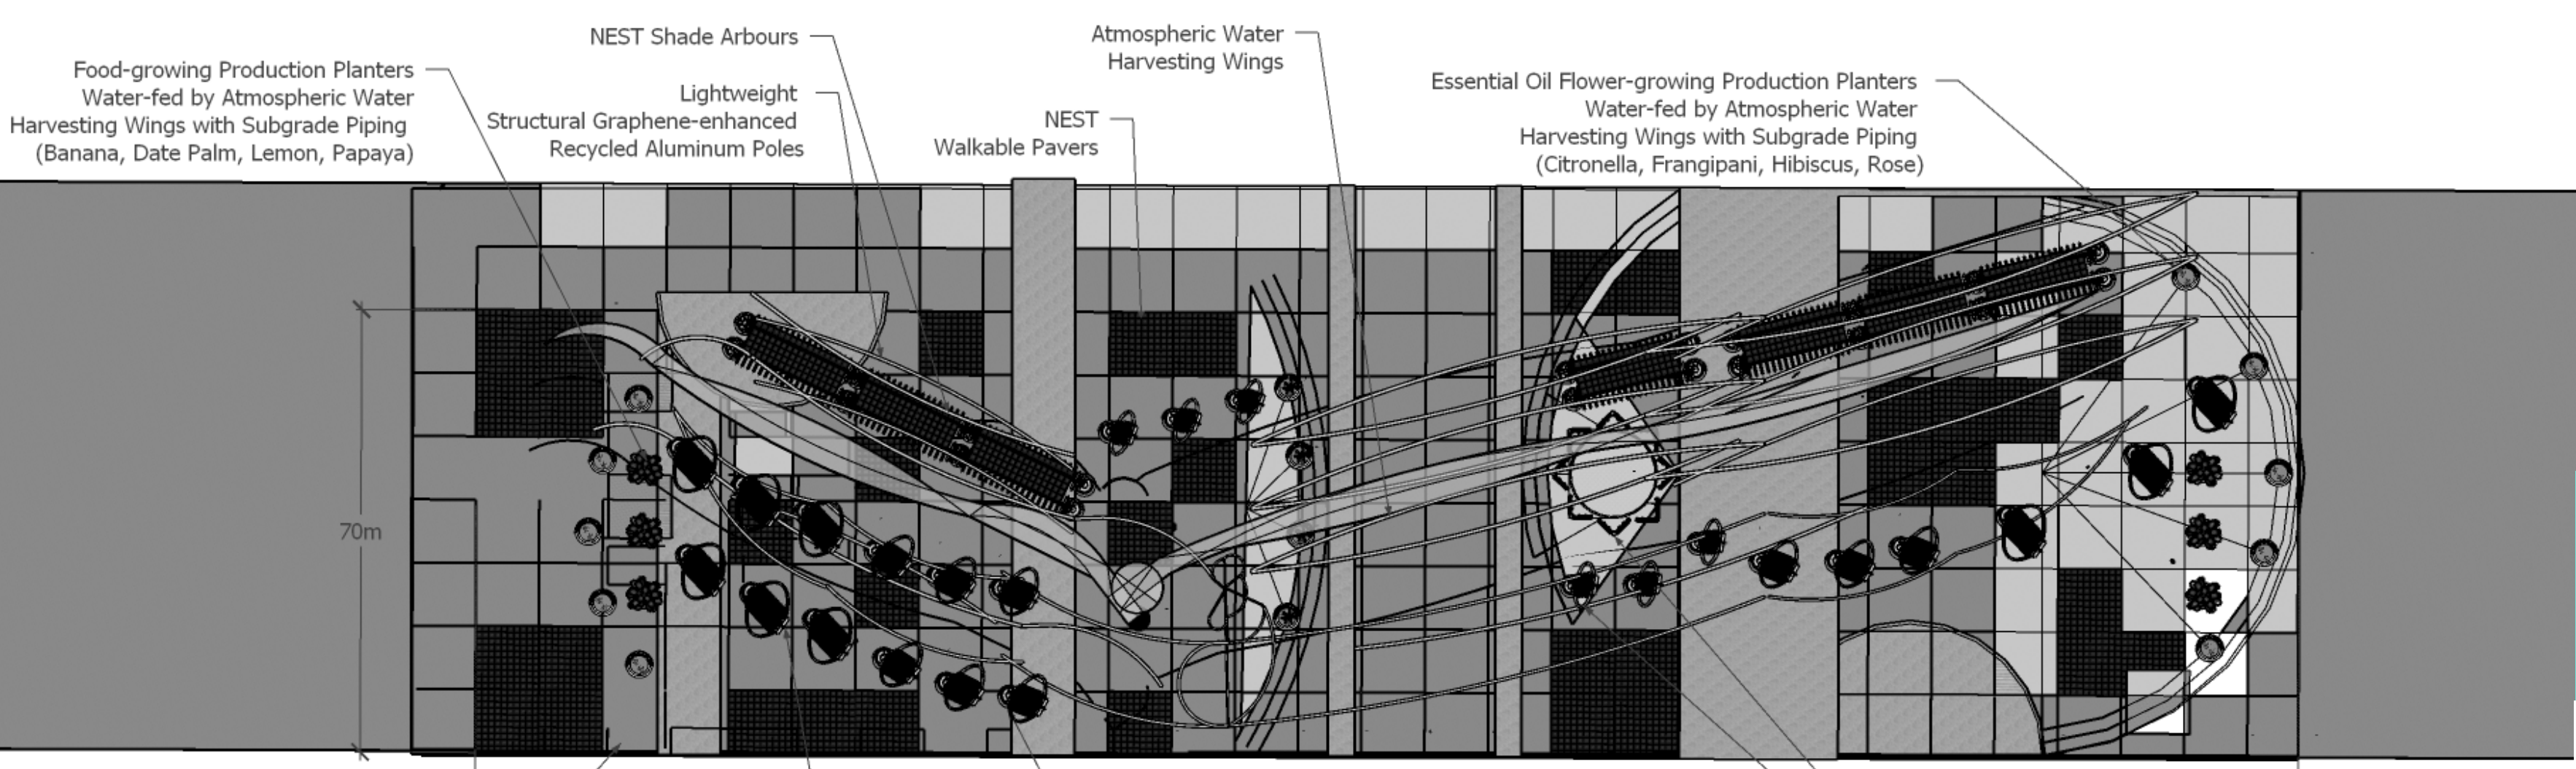 NEST Shade Arbours
Atmospheric Water
Harvesting Wings
Food-growing Production Planters
Water-fed by Atmospheric Water
Harvesting Wings with Subgrade Piping
(Banana, Date Palm, Lemon, Papaya)
Lightweight
Structural Graphene-enhanced
Recycled Aluminum Poles
NEST
Walkable Pavers
Essential Oil Flower-growing Production Planters
Water-fed by Atmospheric Water
Harvesting Wings with Subgrade Piping
(Citronella, Frangipani, Hibiscus, Rose)
70m